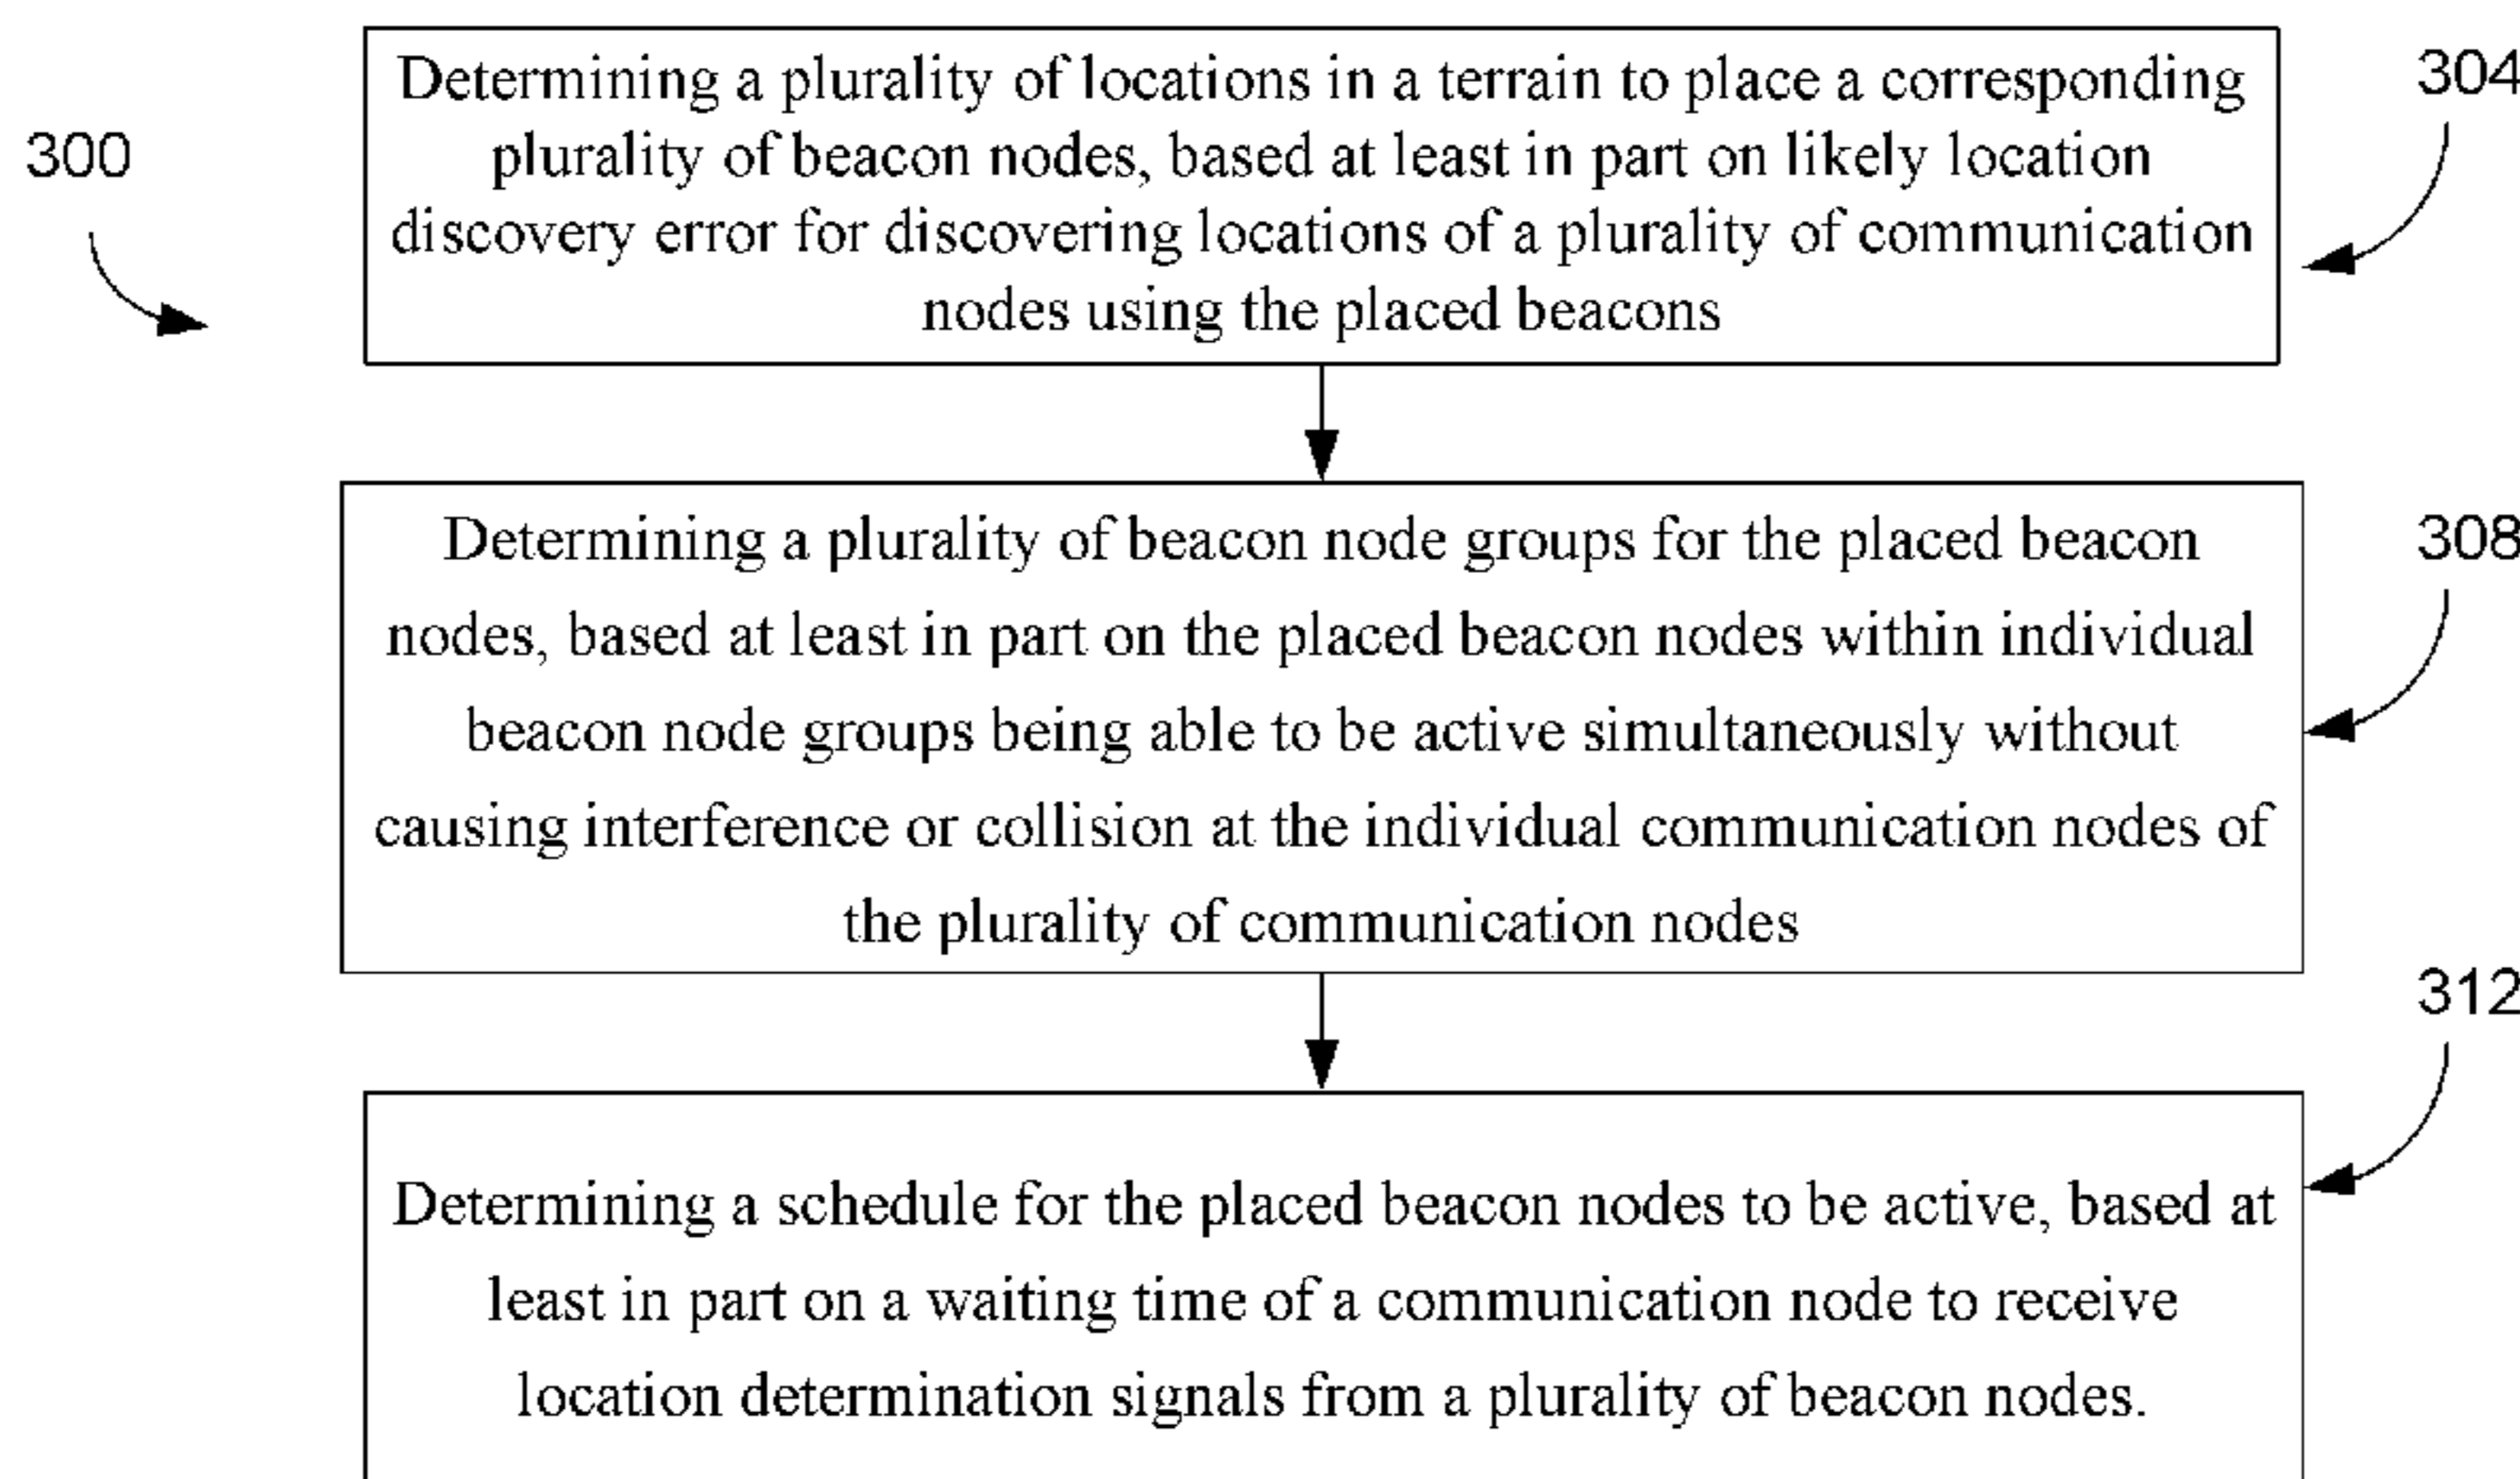 300
304
Determining a plurality of locations in a terrain to place a corresponding
plurality of beacon nodes, based at least in part on likely location
discovery error for discovering locations of a plurality of communication
nodes using the placed beacons
308
Determining a plurality of beacon node groups for the placed beacon
nodes, based at least in part on the placed beacon nodes within individual
beacon node groups being able to be active simultaneously without
causing interference or collision at the individual communication nodes of
the plurality of communication nodes
312
Determining a schedule for the placed beacon nodes to be active, based at
least in part on a waiting time of a communication node to receive
location determination signals from a plurality of beacon nodes.